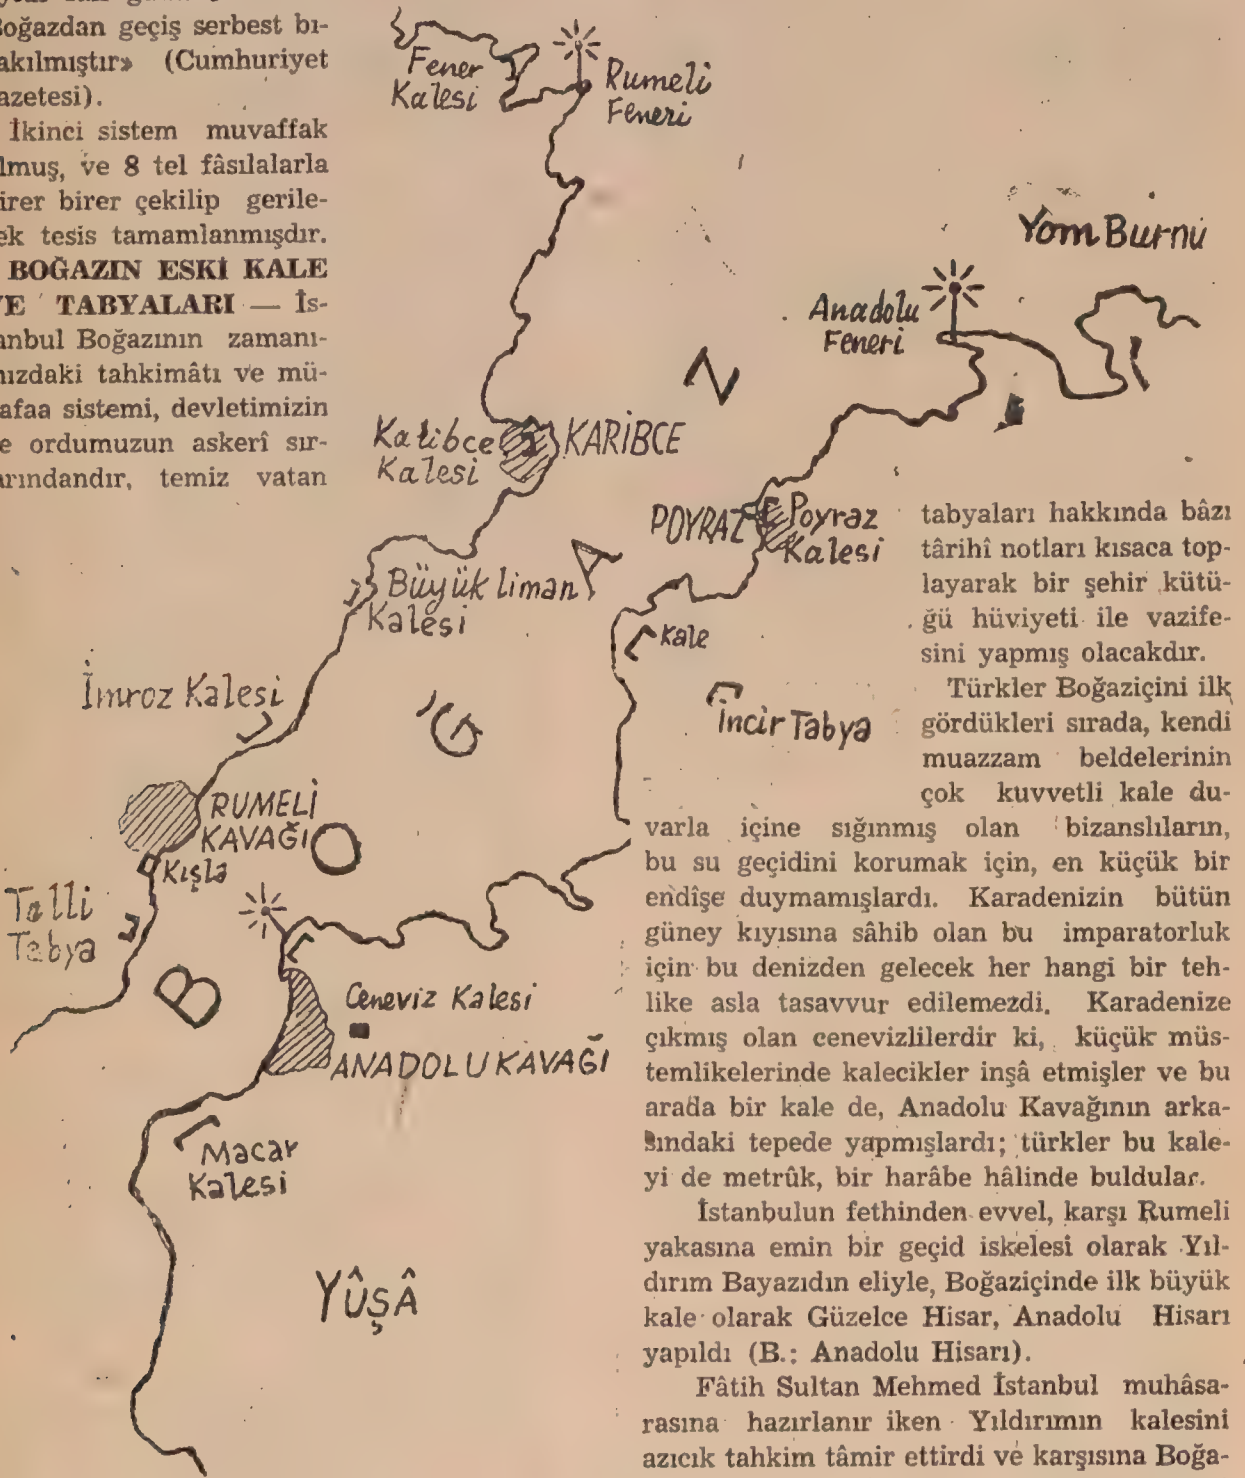 Boğazdan geçiş serbest bı-
akılmıştır» (Cumhuriyet
azetesi).
İkinci sistem muvaffak
lmuş, ve 8 tel fâsılalarla
irer birer çekilip gerile-
ek tesis tamamlanmışdır.
BOĞAZIN ESKİ KALE
VE TABYALARI — İs-
anbul Boğazının zamanı-
mızdaki tahkimâtı ve mü-
afaa sistemi, devletimizin
e ordumuzun askerî sır-
arındandır, temiz vatan
Fener
Kalesi
Rumeli
Feneri
Yom Burnu
Anadolu
Feneri
Katibce
Kalesi
KARİBCE
POYRAZ
Poyraz
Kalesi
Büyük liman
Kalesi
Kale
İmroz Kalesi
İncir Tabya
RUMELİ
KAVAĞI
Kışla
Talli
Tabya
B O Ğ A Z
Ceneviz Kalesi
ANADOLU KAVAĞI
Macar
Kalesi
YÛŞÂ
tabyaları hakkında bâzı
târihî notları kısaca top-
layarak bir şehir kütü-
ğü hüviyeti ile vazife-
sini yapmış olacakdır.
Türkler Boğaziçini ilk
gördükleri sırada, kendi
muazzam beldelerinin
çok kuvvetli kale du-
varla içine sığınmış olan bizanslıların,
bu su geçidini korumak için, en küçük bir
endîşe duymamışlardı. Karadenizin bütün
güney kıyısına sâhib olan bu imparatorluk
için bu denizden gelecek her hangi bir teh-
like asla tasavvur edilemezdi. Karadenize
çıkmış olan cenevizlilerdir ki, küçük müs-
temlikelerinde kalecikler inşâ etmişler ve bu
arada bir kale de, Anadolu Kavağının arka-
sındaki tepede yapmışlardı; türkler bu kale-
yi de metrûk, bir harâbe hâlinde buldular.
İstanbulun fethinden evvel, karşı Rumeli
yakasına emin bir geçid iskelesi olarak Yıl-
dırım Bayazıdın eliyle, Boğaziçinde ilk büyük
kale olarak Güzelce Hisar, Anadolu Hisarı
yapıldı (B.: Anadolu Hisarı).
Fâtih Sultan Mehmed İstanbul muhâsa-
rasına hazırlanır iken Yıldırımın kalesini
azıcık tahkim tâmir ettirdi ve karşısına Boğa-